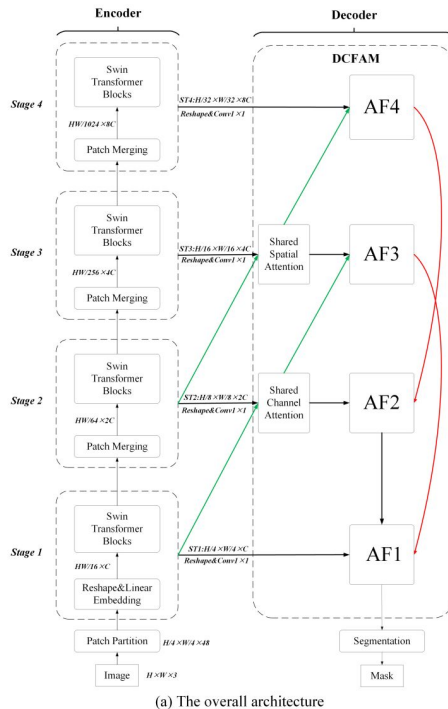 Encoder
Decoder
DCFAM
Stage 4
Swin
Transformer
Blocks
HW/1024×8C
Patch Merging
ST4:H/32×W/32×8C
Reshape&Conv1×1
AF4
Stage 3
Swin
Transformer
Blocks
HW/256×4C
Patch Merging
ST3:H/16×W/16×4C
Reshape&Conv1×1
Shared
Spatial
Attention
AF3
Stage 2
Swin
Transformer
Blocks
HW/64×2C
Patch Merging
ST2:H/8×W/8×2C
Reshape&Conv1×1
Shared
Channel
Attention
AF2
Stage 1
Swin
Transformer
Blocks
HW/16×C
Reshape&Linear
Embedding
ST1:H/4×W/4×C
Reshape&Conv1×1
AF1
Patch Partition
H/4×W/4×48
Image
H×W×3
Segmentation
Mask
(a) The overall architecture